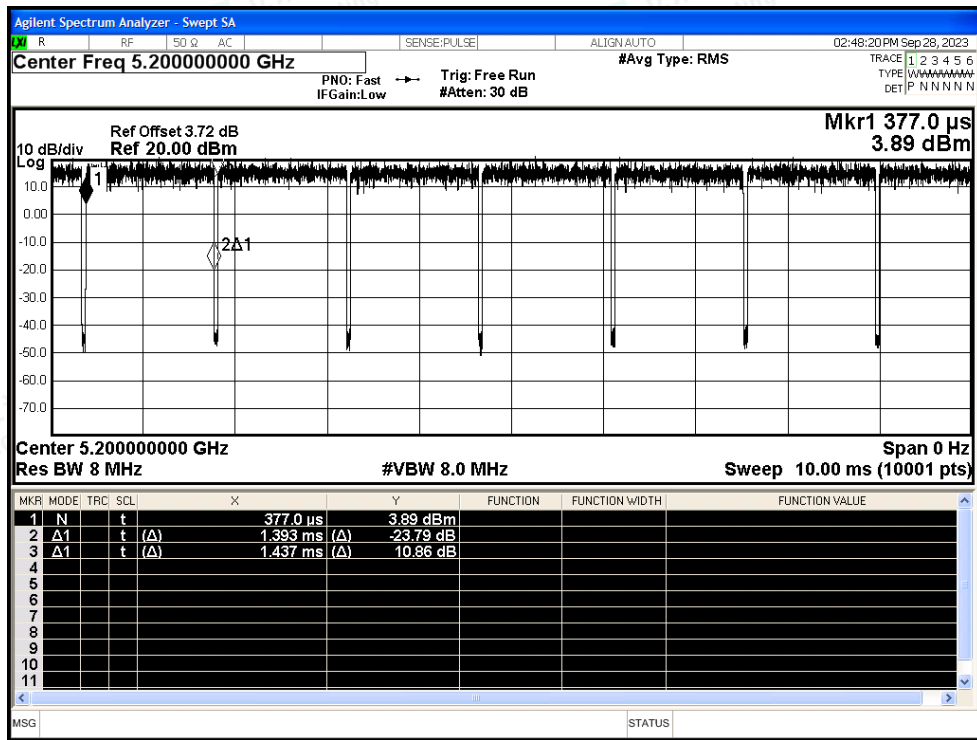 Agilent Spectrum Analyzer - Swept SA
LXI R RF 50 Ω AC SENSE:PULSE ALIGN AUTO 02:48:20 PM Sep 28, 2023
Center Freq 5.200000000 GHz
PNO: Fast
IFGain:Low
Trig: Free Run
#Atten: 30 dB
#Avg Type: RMS
TRACE 1 2 3 4 5 6
TYPE WWWWWW
DET P N N N N N
Mkr1 377.0 µs
3.89 dBm
Ref Offset 3.72 dB
10 dB/div Ref 20.00 dBm
Log
10.0
0.00
-10.0
-20.0
-30.0
-40.0
-50.0
-60.0
-70.0
1
2Δ1
Center 5.200000000 GHz Span 0 Hz
Res BW 8 MHz #VBW 8.0 MHz Sweep 10.00 ms (10001 pts)
MKR MODE TRC SCL X Y FUNCTION FUNCTION WIDTH FUNCTION VALUE
1 N t 377.0 µs 3.89 dBm
2 Δ1 t (Δ) 1.393 ms (Δ) -23.79 dB
3 Δ1 t (Δ) 1.437 ms (Δ) 10.86 dB
4
5
6
7
8
9
10
11
MSG STATUS